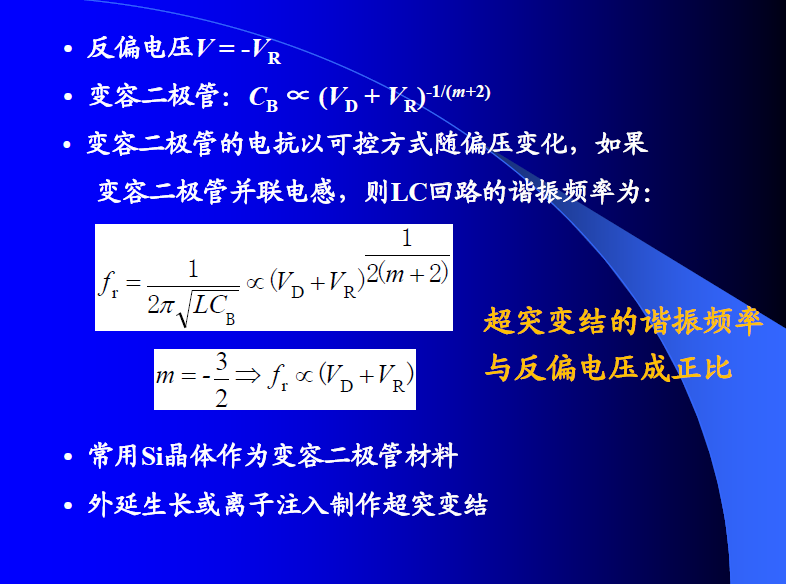 • 反偏电压V = -V_R
• 变容二极管：C_B ∝ (V_D + V_R)^{-1/(m+2)}
• 变容二极管的电抗以可控方式随偏压变化，如果
变容二极管并联电感，则LC回路的谐振频率为：
f_r = \frac{1}{2π\sqrt{LC_B}} ∝ (V_D + V_R)^{\frac{1}{2(m+2)}}
m = -\frac{3}{2} ⇒ f_r ∝ (V_D + V_R)
超突变结的谐振频率
与反偏电压成正比
• 常用Si晶体作为变容二极管材料
• 外延生长或离子注入制作超突变结